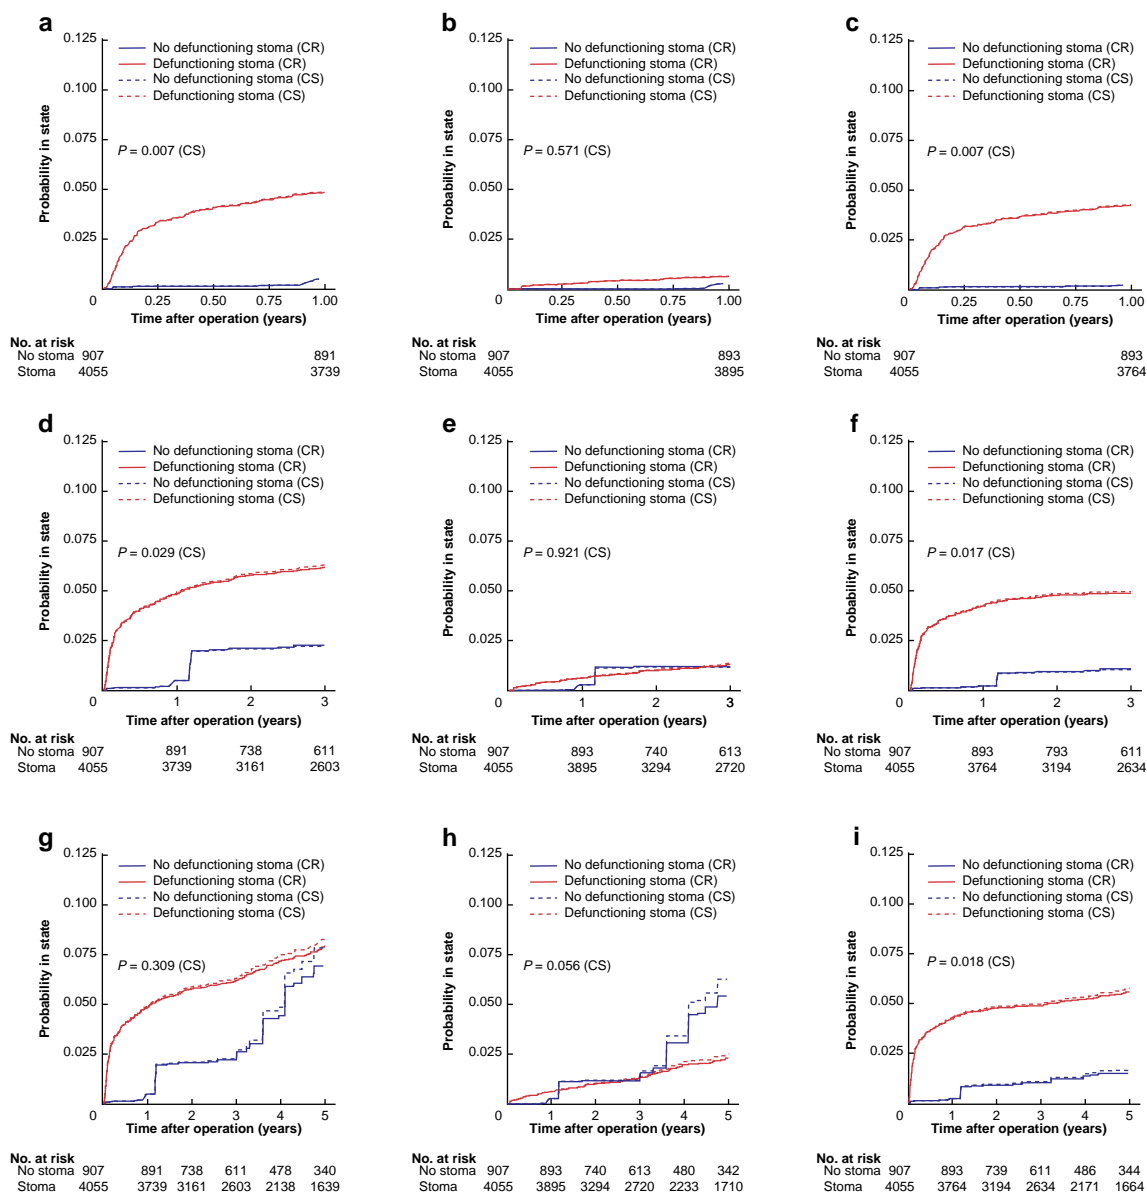 a
0.125
0.100
0.075
0.050
0.025
0
0.25
0.50
0.75
1.00
Probability in state
No defunctioning stoma (CR)
Defunctioning stoma (CR)
No defunctioning stoma (CS)
Defunctioning stoma (CS)
P = 0.007 (CS)
Time after operation (years)
No. at risk
No stoma 907 891
Stoma 4055 3739
b
0.125
0.100
0.075
0.050
0.025
0
0.25
0.50
0.75
1.00
Probability in state
No defunctioning stoma (CR)
Defunctioning stoma (CR)
No defunctioning stoma (CS)
Defunctioning stoma (CS)
P = 0.571 (CS)
Time after operation (years)
907 893
4055 3895
c
0.125
0.100
0.075
0.050
0.025
0
0.25
0.50
0.75
1.00
Probability in state
No defunctioning stoma (CR)
Defunctioning stoma (CR)
No defunctioning stoma (CS)
Defunctioning stoma (CS)
P = 0.007 (CS)
Time after operation (years)
No. at risk
No stoma 907 893
Stoma 4055 3764
d
0.125
0.100
0.075
0.050
0.025
0 1 2 3
Probability in state
No defunctioning stoma (CR)
Defunctioning stoma (CR)
No defunctioning stoma (CS)
Defunctioning stoma (CS)
P = 0.029 (CS)
Time after operation (years)
No. at risk
No stoma 907 891 738 611
Stoma 4055 3739 3161 2603
e
0.125
0.100
0.075
0.050
0.025
0 1 2 3
Probability in state
No defunctioning stoma (CR)
Defunctioning stoma (CR)
No defunctioning stoma (CS)
Defunctioning stoma (CS)
P = 0.921 (CS)
Time after operation (years)
No. at risk
No stoma 907 893 740 613
Stoma 4055 3895 3294 2720
f
0.125
0.100
0.075
0.050
0.025
0 1 2 3
Probability in state
No defunctioning stoma (CR)
Defunctioning stoma (CR)
No defunctioning stoma (CS)
Defunctioning stoma (CS)
P = 0.017 (CS)
Time after operation (years)
No. at risk
No stoma 907 893 793 611
Stoma 4055 3764 3194 2634
g
0.125
0.100
0.075
0.050
0.025
0 1 2 3 4 5
Probability in state
No defunctioning stoma (CR)
Defunctioning stoma (CR)
No defunctioning stoma (CS)
Defunctioning stoma (CS)
P = 0.309 (CS)
Time after operation (years)
No. at risk
No stoma 907 891 738 611 478 340
Stoma 4055 3739 3161 2603 2138 1639
h
0.125
0.100
0.075
0.050
0.025
0 1 2 3 4 5
Probability in state
No defunctioning stoma (CR)
Defunctioning stoma (CR)
No defunctioning stoma (CS)
Defunctioning stoma (CS)
P = 0.056 (CS)
Time after operation (years)
No. at risk
No stoma 907 893 740 613 480 342
Stoma 4055 3895 3294 2720 2233 1710
i
0.125
0.100
0.075
0.050
0.025
0 1 2 3 4 5
Probability in state
No defunctioning stoma (CR)
Defunctioning stoma (CR)
No defunctioning stoma (CS)
Defunctioning stoma (CS)
P = 0.018 (CS)
Time after operation (years)
No. at risk
No stoma 907 893 739 611 486 344
Stoma 4055 3764 3194 2634 2171 1664